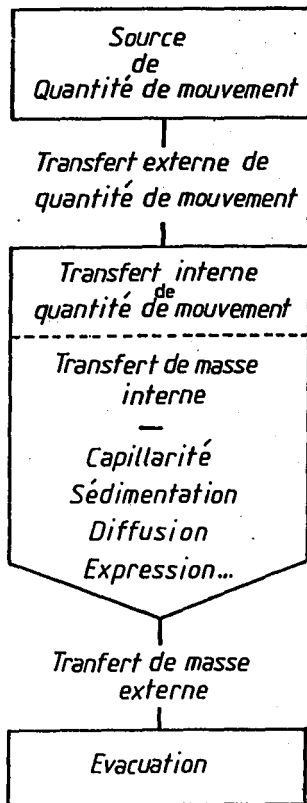 Source
de
Quantité de mouvement
Transfert externe de
quantité de mouvement
Transfert interne
de
quantité de mouvement
Transfert de masse
interne
—
Capillarité
Sédimentation
Diffusion
Expression...
Tranfert de masse
externe
Evacuation